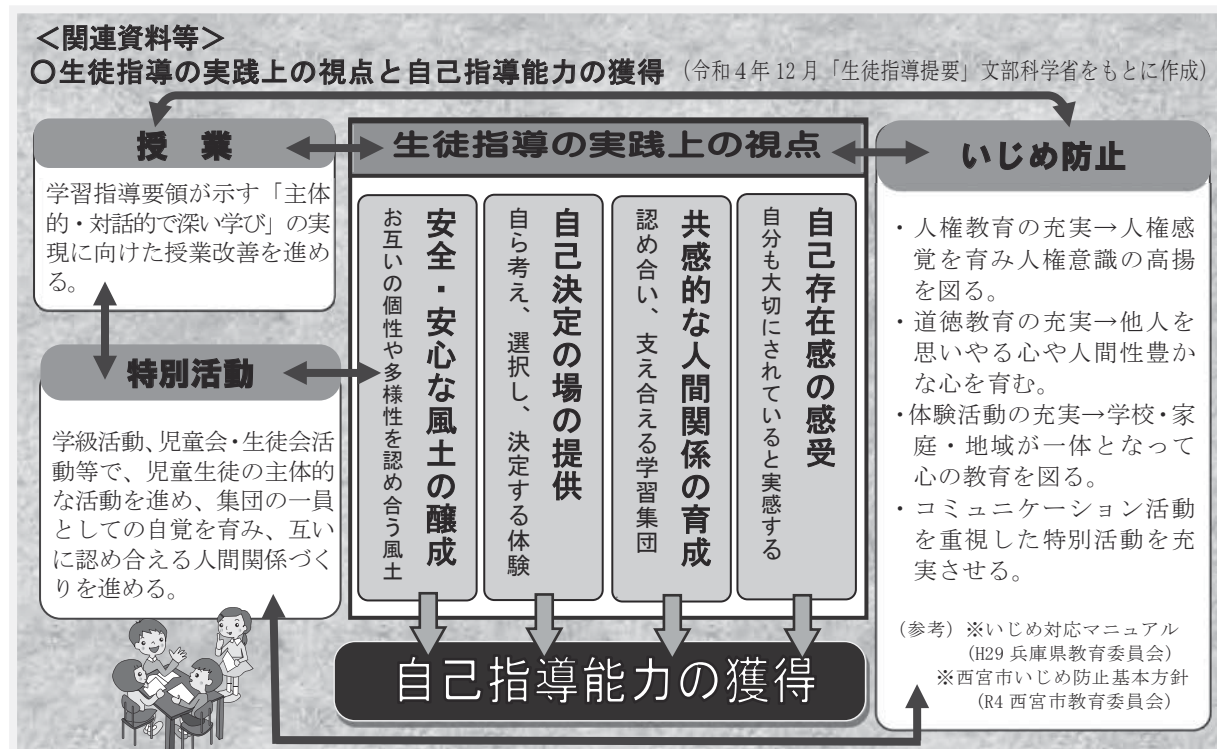 <関連資料等>
○生徒指導の実践上の視点と自己指導能力の獲得 (令和4年12月「生徒指導提要」文部科学省をもとに作成)
授　業
学習指導要領が示す「主体
的・対話的で深い学び」の実
現に向けた授業改善を進め
る。
特別活動
学級活動、児童会・生徒会活
動等で、児童生徒の主体的
な活動を進め、集団の一員
としての自覚を育み、互い
に認め合える人間関係づく
りを進める。
生徒指導の実践上の視点
自己存在感の感受
自分も大切にされていると実感する
共感的な人間関係の育成
認め合い、支え合える学習集団
自己決定の場の提供
自ら考え、選択し、決定する体験
安全・安心な風土の醸成
お互いの個性や多様性を認め合う風土
自己指導能力の獲得
いじめ防止
・人権教育の充実→人権感
覚を育み人権意識の高揚
を図る。
・道徳教育の充実→他人を
思いやる心や人間性豊か
な心を育む。
・体験活動の充実→学校・家
庭・地域が一体となって
心の教育を図る。
・コミュニケーション活動
を重視した特別活動を充
実させる。
(参考) ※いじめ対応マニュアル
(H29 兵庫県教育委員会)
※西宮市いじめ防止基本方針
(R4 西宮市教育委員会)